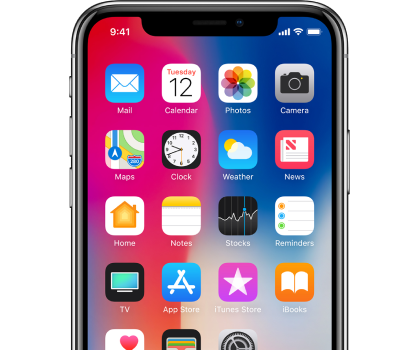 9:41
Tuesday
12
Mail Calendar Photos Camera
280
Maps Clock Weather News
Home Notes Stocks Reminders
TV App Store iTunes Store iBooks